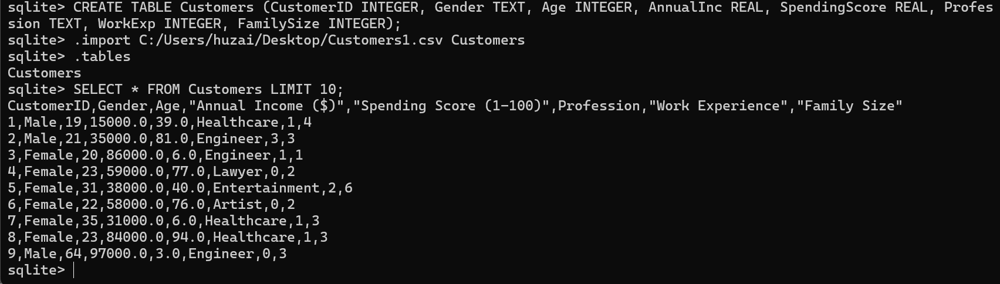 sqlite> CREATE TABLE Customers (CustomerID INTEGER, Gender TEXT, Age INTEGER, AnnualInc REAL, SpendingScore REAL, Profes
sion TEXT, WorkExp INTEGER, FamilySize INTEGER);
sqlite> .import C:/Users/huzai/Desktop/Customers1.csv Customers
sqlite> .tables
Customers
sqlite> SELECT * FROM Customers LIMIT 10;
CustomerID,Gender,Age,"Annual Income ($)","Spending Score (1-100)",Profession,"Work Experience","Family Size"
1,Male,19,15000.0,39.0,Healthcare,1,4
2,Male,21,35000.0,81.0,Engineer,3,3
3,Female,20,86000.0,6.0,Engineer,1,1
4,Female,23,59000.0,77.0,Lawyer,0,2
5,Female,31,38000.0,40.0,Entertainment,2,6
6,Female,22,58000.0,76.0,Artist,0,2
7,Female,35,31000.0,6.0,Healthcare,1,3
8,Female,23,84000.0,94.0,Healthcare,1,3
9,Male,64,97000.0,3.0,Engineer,0,3
sqlite>